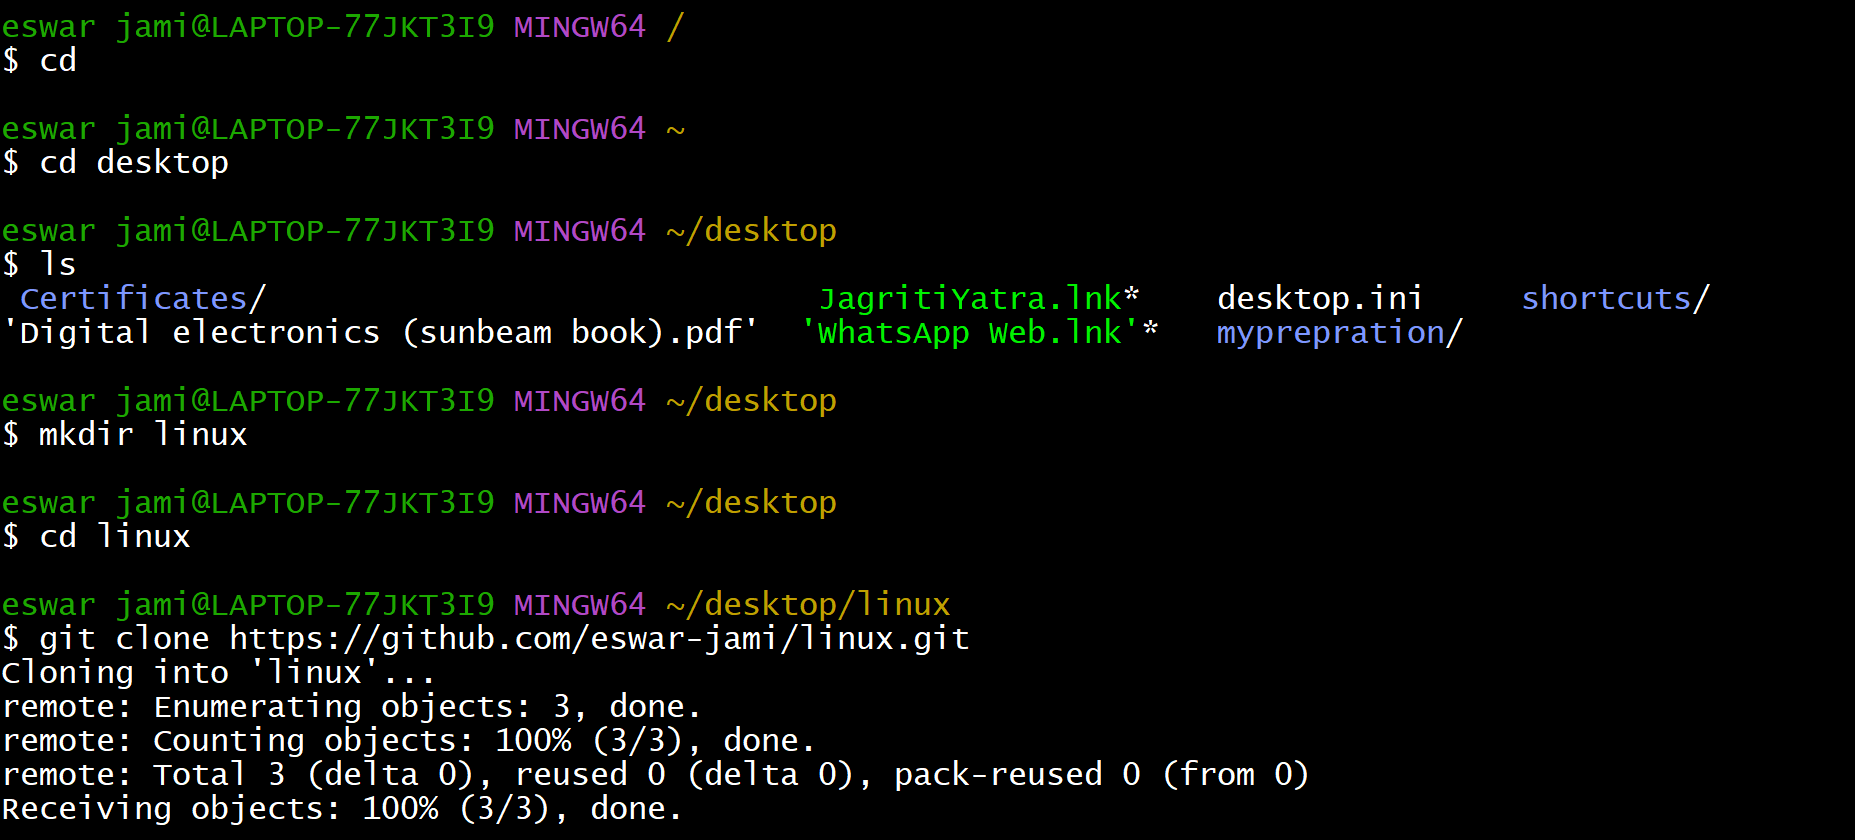 eswar jami@LAPTOP-77JKT3I9 MINGW64 /
$ cd
eswar jami@LAPTOP-77JKT3I9 MINGW64 ~
$ cd desktop
eswar jami@LAPTOP-77JKT3I9 MINGW64 ~/desktop
$ ls
Certificates/ JagritiYatra.lnk* desktop.ini shortcuts/
'Digital electronics (sunbeam book).pdf' 'WhatsApp Web.lnk'* myprepration/
eswar jami@LAPTOP-77JKT3I9 MINGW64 ~/desktop
$ mkdir linux
eswar jami@LAPTOP-77JKT3I9 MINGW64 ~/desktop
$ cd linux
eswar jami@LAPTOP-77JKT3I9 MINGW64 ~/desktop/linux
$ git clone https://github.com/eswar-jami/linux.git
Cloning into 'linux'...
remote: Enumerating objects: 3, done.
remote: Counting objects: 100% (3/3), done.
remote: Total 3 (delta 0), reused 0 (delta 0), pack-reused 0 (from 0)
Receiving objects: 100% (3/3), done.